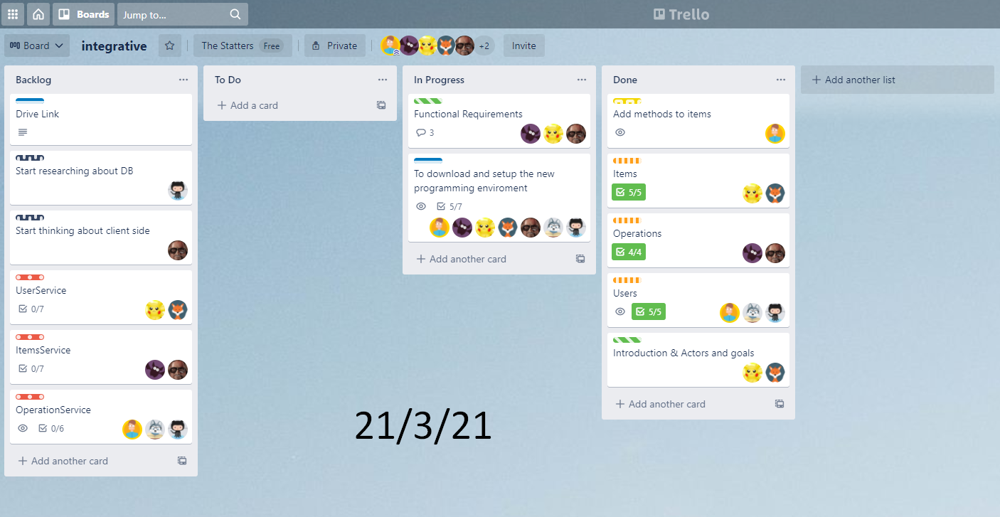 Boards
Jump to...
Trello
Board
integrative
The Statters Free
Private
+2
Invite
Backlog
Drive Link
Start researching about DB
Start thinking about client side
UserService
0/7
ItemsService
0/7
OperationService
0/6
+ Add another card
To Do
+ Add a card
In Progress
Functional Requirements
3
To download and setup the new
programming enviroment
5/7
+ Add another card
Done
Add methods to items
Items
5/5
Operations
4/4
Users
5/5
Introduction & Actors and goals
+ Add another card
+ Add another list
21/3/21